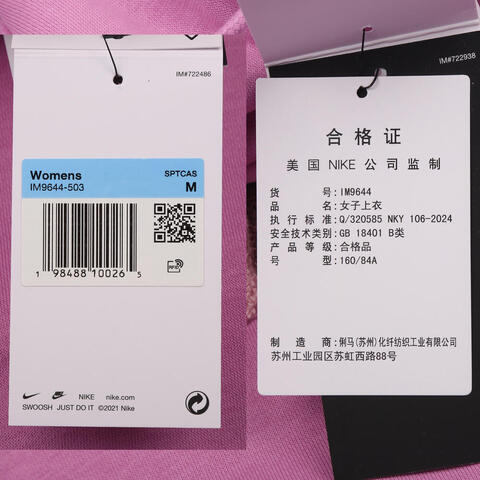 IM#722486
Womens
SPTCAS
IM9644-503
M
1 98488 10026 5
RFID
NIKE nike.com
SWOOSH JUST DO IT ©2021 Nike
IM#722938
合格证
美国NIKE公司监制
货号:IM9644
品名:女子上衣
执行标准:Q/320585 NKY 106-2024
安全技术类别:GB 18401 B类
产品等级:合格品
号型:160/84A
制造商:俐马(苏州)化纤纺织工业有限公司
苏州工业园区苏虹西路88号